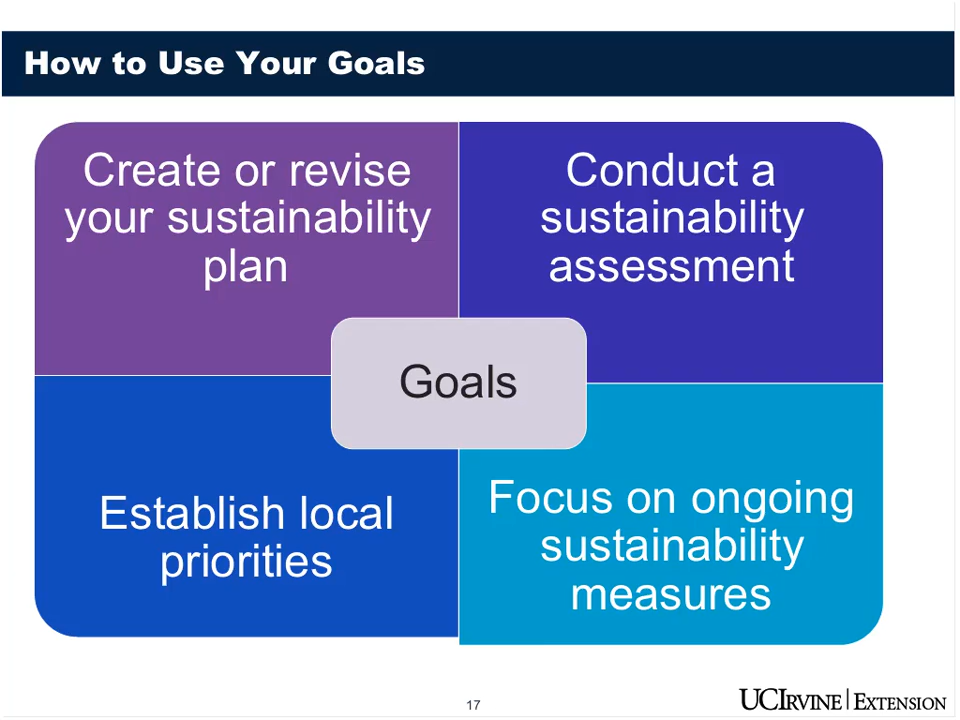 How to Use Your Goals
Create or revise
your sustainability
plan
Conduct a
sustainability
assessment
Goals
Establish local
priorities
Focus on ongoing
sustainability
measures
17
UCIRVINE | EXTENSION